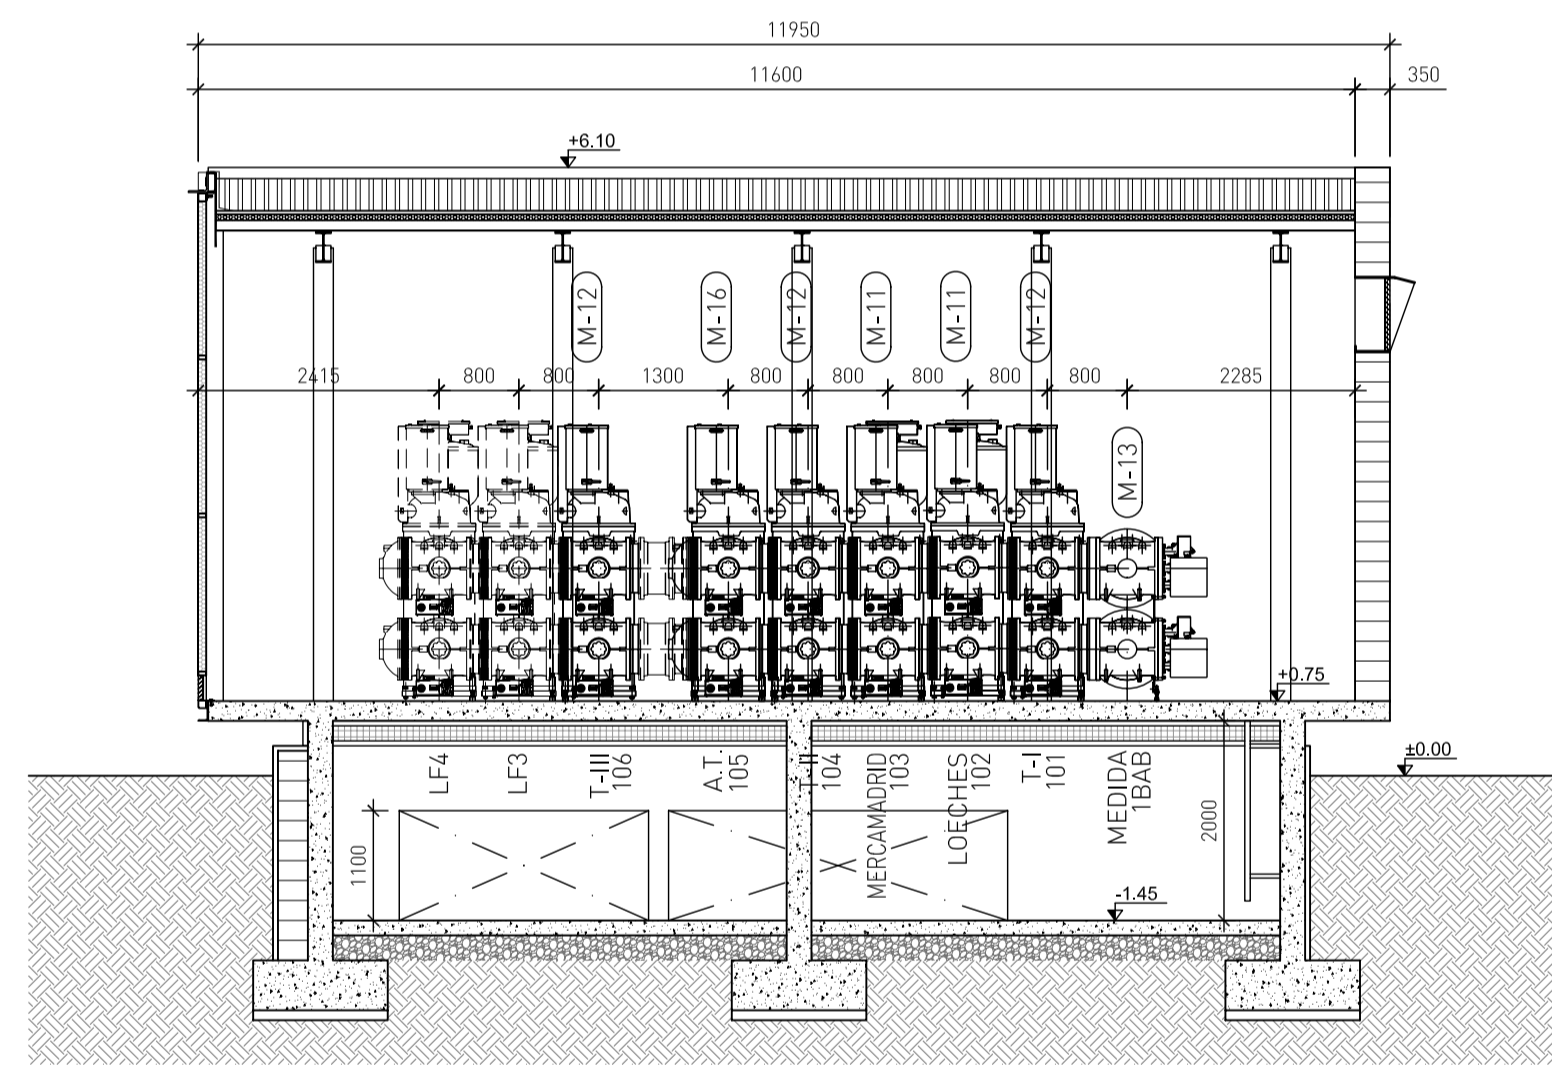 11950
11600
350
+6.10
M-12
M-16
M-12
M-11
M-11
M-12
2415
800
800
1300
800
800
800
800
800
2285
M-13
+0.75
±0.00
LF4
LF3
T-III
106
A.T.
105
T-II
104
MERCAMADRID
103
LOECHES
102
T-I
101
MEDIDA
1BAB
1100
2000
-1.45